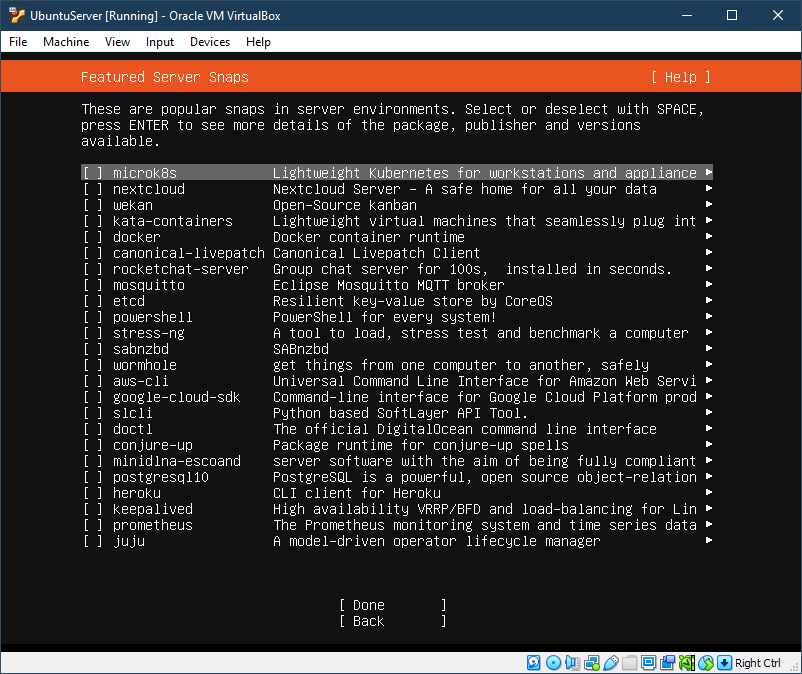 UbuntuServer [Running] - Oracle VM VirtualBox
File Machine View Input Devices Help
Featured Server Snaps [ Help ]
These are popular snaps in server environments. Select or deselect with SPACE,
press ENTER to see more details of the package, publisher and versions
available.
[ ] microk8s Lightweight Kubernetes for workstations and appliance ▸
[ ] nextcloud Nextcloud Server - A safe home for all your data ▸
[ ] wekan Open-Source kanban ▸
[ ] kata-containers Lightweight virtual machines that seamlessly plug int ▸
[ ] docker Docker container runtime ▸
[ ] canonical-livepatch Canonical Livepatch Client ▸
[ ] rocketchat-server Group chat server for 100s, installed in seconds. ▸
[ ] mosquitto Eclipse Mosquitto MQTT broker ▸
[ ] etcd Resilient key-value store by CoreOS ▸
[ ] powershell PowerShell for every system! ▸
[ ] stress-ng A tool to load, stress test and benchmark a computer ▸
[ ] sabnzbd SABnzbd ▸
[ ] wormhole get things from one computer to another, safely ▸
[ ] aws-cli Universal Command Line Interface for Amazon Web Servi ▸
[ ] google-cloud-sdk Command-line interface for Google Cloud Platform prod ▸
[ ] slcli Python based SoftLayer API Tool. ▸
[ ] doctl The official DigitalOcean command line interface ▸
[ ] conjure-up Package runtime for conjure-up spells ▸
[ ] minidlna-escoand server software with the aim of being fully compliant ▸
[ ] postgresql10 PostgreSQL is a powerful, open source object-relation ▸
[ ] heroku CLI client for Heroku ▸
[ ] keepalived High availability VRRP/BFD and load-balancing for Lin ▸
[ ] prometheus The Prometheus monitoring system and time series data ▸
[ ] juju A model-driven operator lifecycle manager ▸
[ Done ]
[ Back ]
Right Ctrl